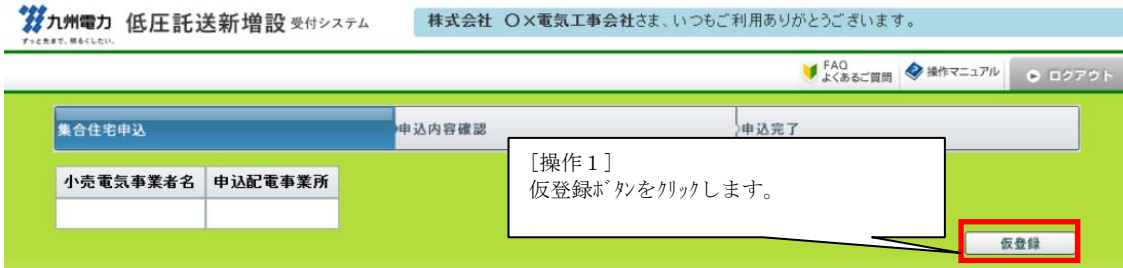 九州電力 低圧託送新増設 受付システム 株式会社 ○×電気工事会社さま、いつもご利用ありがとうございます。
ずっと先まで、明るくしたい。
FAQ
よくあるご質問 操作マニュアル ログアウト
集合住宅申込 申込内容確認 申込完了
[操作1]
仮登録ﾎﾞﾀﾝをｸﾘｯｸします。
小売電気事業者名 申込配電事業所
仮登録